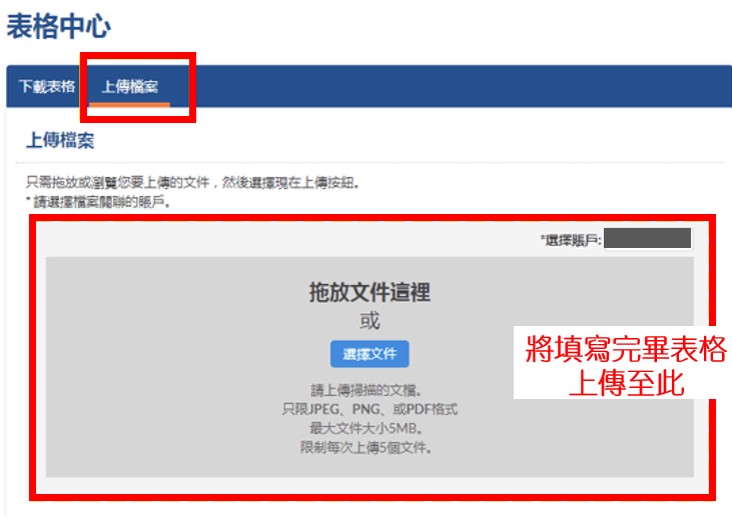 表格中心
下載表格 上傳檔案
上傳檔案
只需拖放或瀏覽您要上傳的文件，然後選擇現在上傳按鈕。
* 請選擇檔案關聯的賬戶。
*選擇賬戶:
拖放文件這裡
或
選擇文件
請上傳掃描的文檔。
只限JPEG、PNG、或PDF格式
最大文件大小5MB。
限制每次上傳5個文件。
將填寫完畢表格
上傳至此